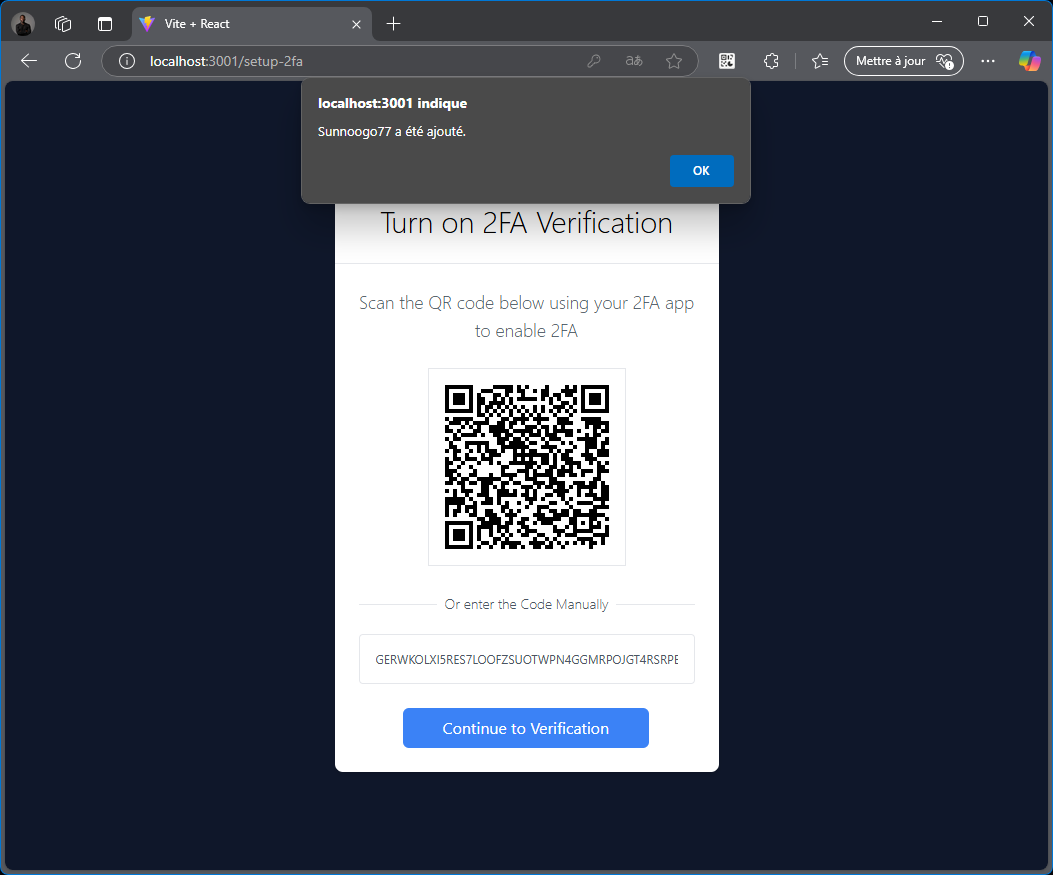 Vite + React
localhost:3001/setup-2fa
aあ
Mettre à jour
localhost:3001 indique
Sunnoogo77 a été ajouté.
OK
Turn on 2FA Verification
Scan the QR code below using your 2FA app
to enable 2FA
Or enter the Code Manually
GERWKOLXI5RES7LOOFZSUOTWPN4GGMRPOJGT4RSRPE
Continue to Verification